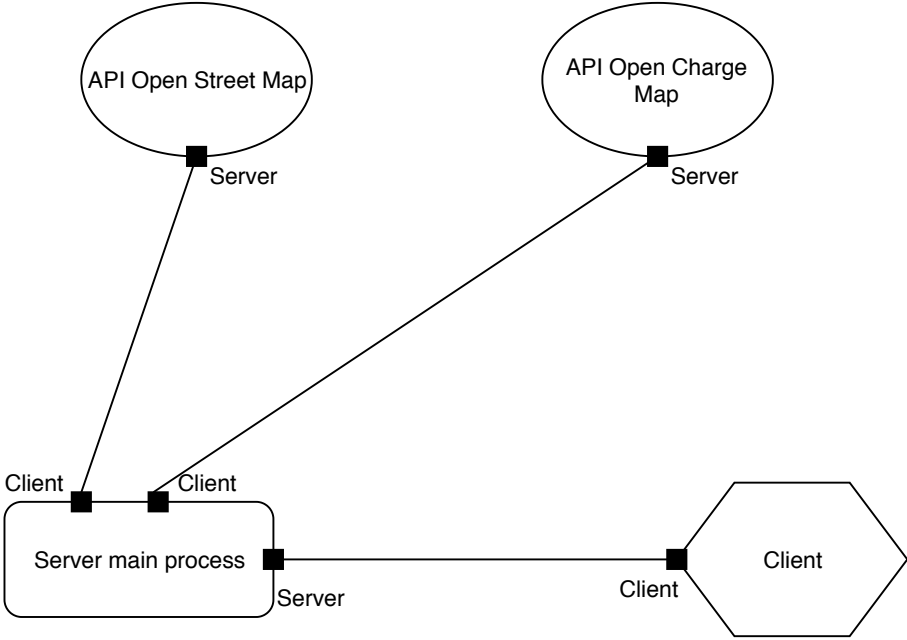 API Open Street Map
API Open Charge
Map
Server
Server
Client
Client
Server main process
Client
Client
Server